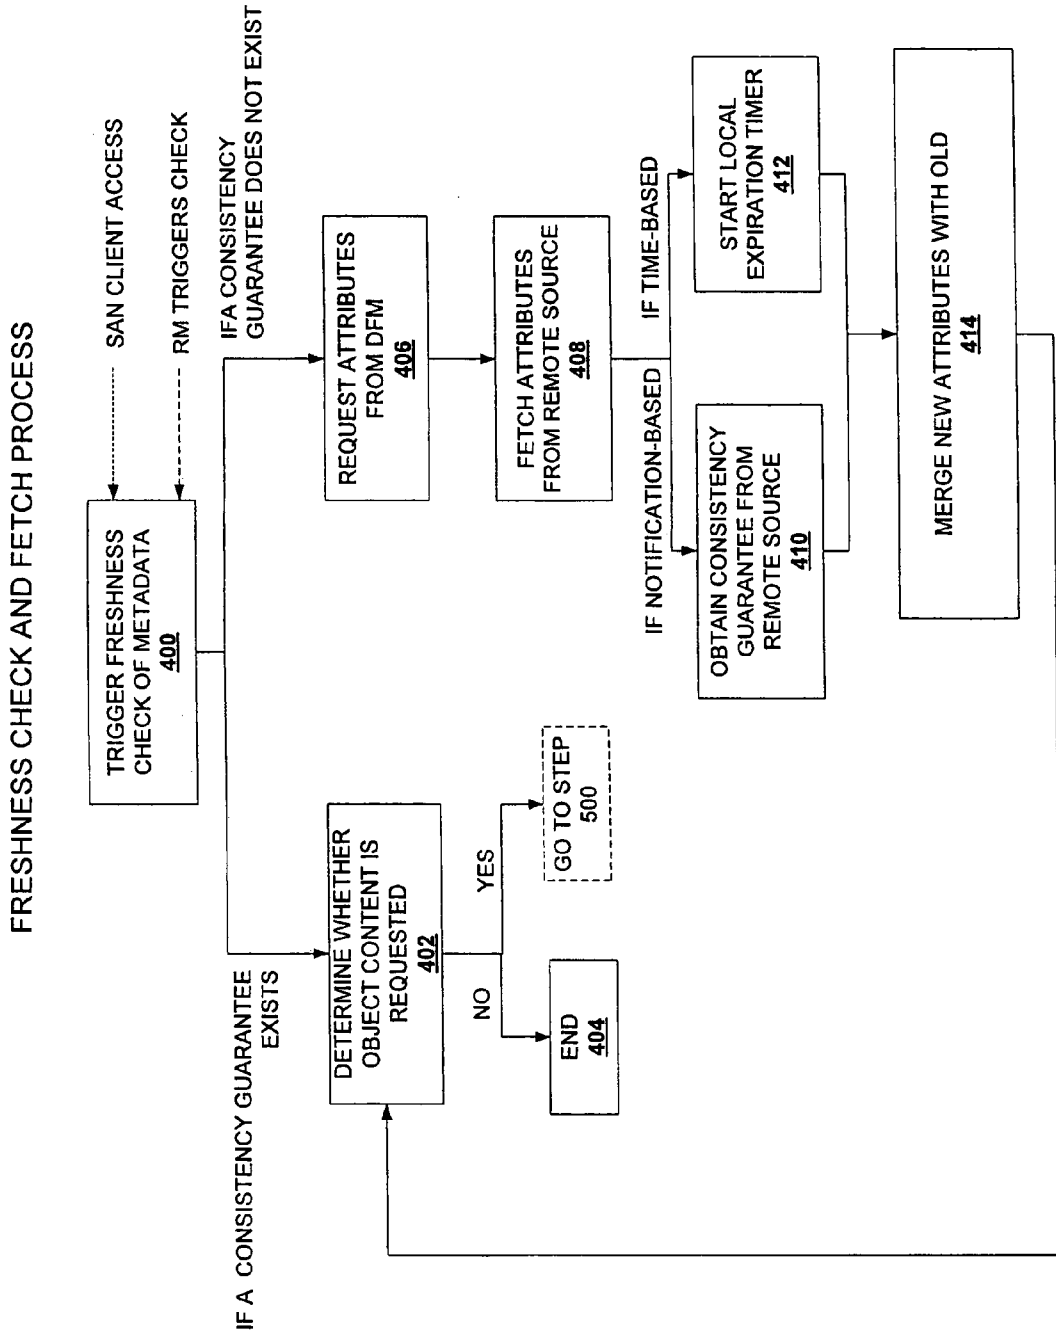 FRESHNESS CHECK AND FETCH PROCESS
SAN CLIENT ACCESS
RM TRIGGERS CHECK
TRIGGER FRESHNESS
CHECK OF METADATA
400
IF A CONSISTENCY GUARANTEE
EXISTS
IFA CONSISTENCY
GUARANTEE DOES NOT EXIST
DETERMINE WHETHER
OBJECT CONTENT IS
REQUESTED
402
NO
YES
END
404
GO TO STEP
500
REQUEST ATTRIBUTES
FROM DFM
406
FETCH ATTRIBUTES
FROM REMOTE SOURCE
408
IF NOTIFICATION-BASED
IF TIME-BASED
OBTAIN CONSISTENCY
GUARANTEE FROM
REMOTE SOURCE
410
START LOCAL
EXPIRATION TIMER
412
MERGE NEW ATTRIBUTES WITH OLD
414